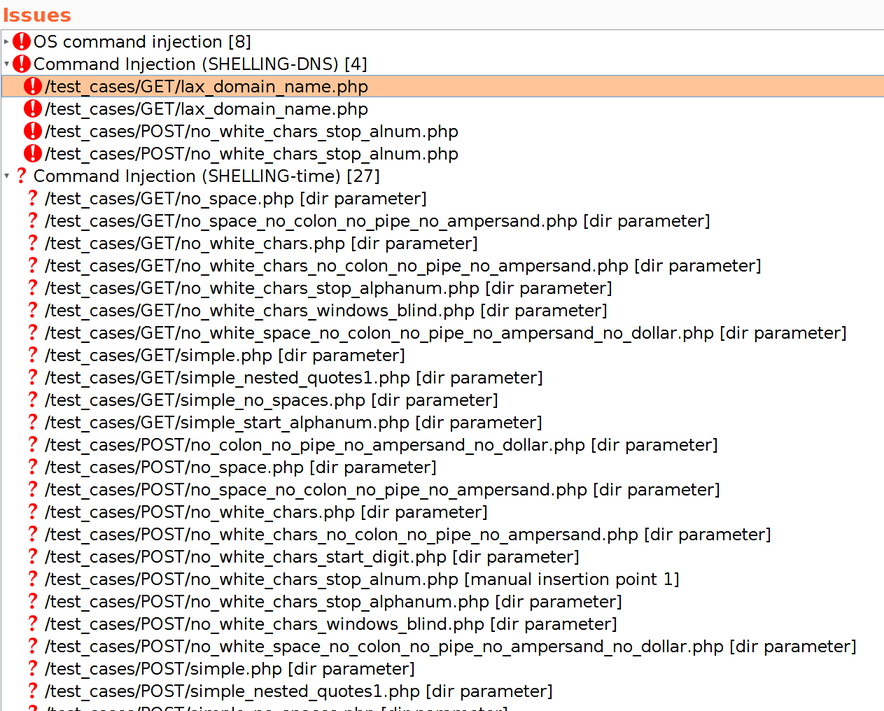 Issues
OS command injection [8]
Command Injection (SHELLING-DNS) [4]
/test_cases/GET/lax_domain_name.php
/test_cases/GET/lax_domain_name.php
/test_cases/POST/no_white_chars_stop_alnum.php
/test_cases/POST/no_white_chars_stop_alnum.php
? Command Injection (SHELLING-time) [27]
? /test_cases/GET/no_space.php [dir parameter]
? /test_cases/GET/no_space_no_colon_no_pipe_no_ampersand.php [dir parameter]
? /test_cases/GET/no_white_chars.php [dir parameter]
? /test_cases/GET/no_white_chars_no_colon_no_pipe_no_ampersand.php [dir parameter]
? /test_cases/GET/no_white_chars_stop_alphanum.php [dir parameter]
? /test_cases/GET/no_white_chars_windows_blind.php [dir parameter]
? /test_cases/GET/no_white_space_no_colon_no_pipe_no_ampersand_no_dollar.php [dir parameter]
? /test_cases/GET/simple.php [dir parameter]
? /test_cases/GET/simple_nested_quotes1.php [dir parameter]
? /test_cases/GET/simple_no_spaces.php [dir parameter]
? /test_cases/GET/simple_start_alphanum.php [dir parameter]
? /test_cases/POST/no_colon_no_pipe_no_ampersand_no_dollar.php [dir parameter]
? /test_cases/POST/no_space.php [dir parameter]
? /test_cases/POST/no_space_no_colon_no_pipe_no_ampersand.php [dir parameter]
? /test_cases/POST/no_white_chars.php [dir parameter]
? /test_cases/POST/no_white_chars_no_colon_no_pipe_no_ampersand.php [dir parameter]
? /test_cases/POST/no_white_chars_start_digit.php [dir parameter]
? /test_cases/POST/no_white_chars_stop_alnum.php [manual insertion point 1]
? /test_cases/POST/no_white_chars_stop_alphanum.php [dir parameter]
? /test_cases/POST/no_white_chars_windows_blind.php [dir parameter]
? /test_cases/POST/no_white_space_no_colon_no_pipe_no_ampersand_no_dollar.php [dir parameter]
? /test_cases/POST/simple.php [dir parameter]
? /test_cases/POST/simple_nested_quotes1.php [dir parameter]